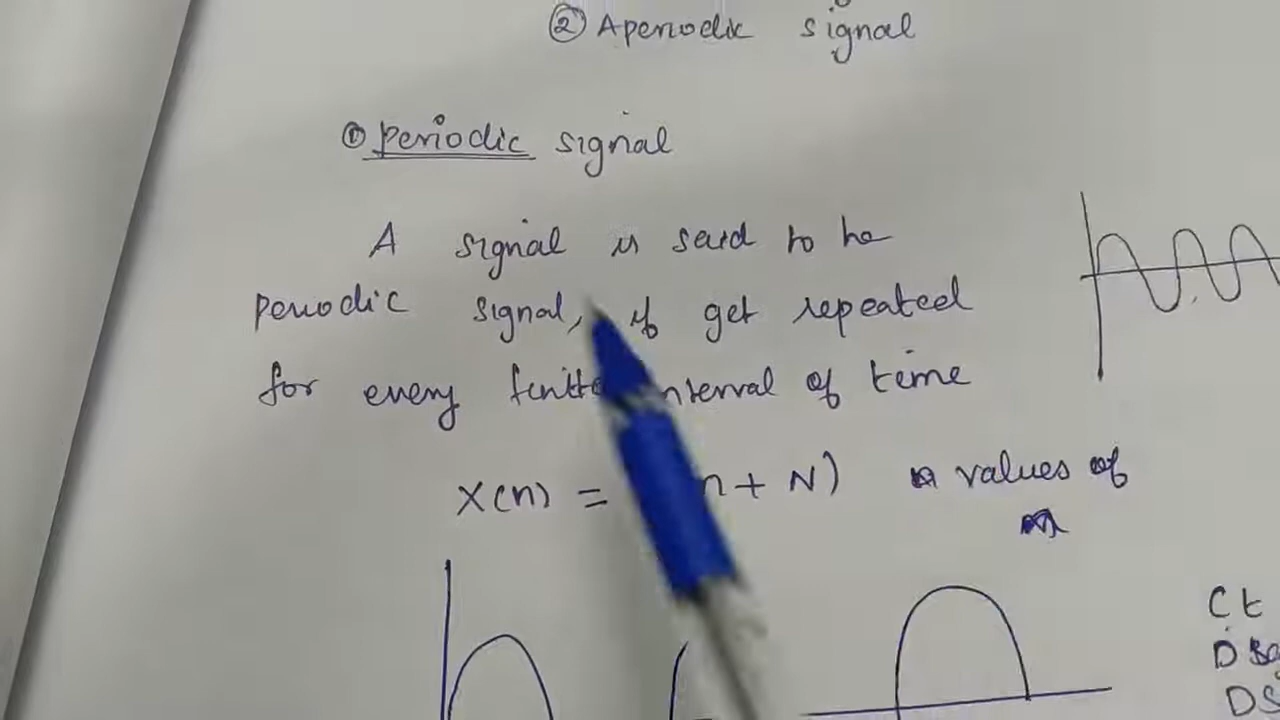 ② Aperiodic signal
① periodic signal
A signal is said to be
periodic signal, if get repeated
for every finite interval of time
X(n) = n + N) values of
Ct
D
DS